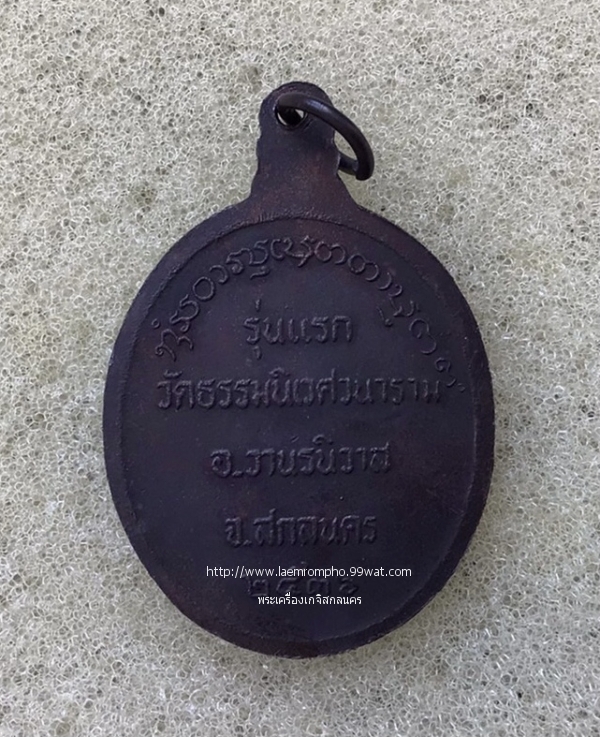 รุ่นแรก
วัดธรรมนิเวศวนาราม
อ.วานรนิวาส
จ.สกลนคร
http://www.laemrompho.99wat.com
พระเครื่องเกจิสกลนคร